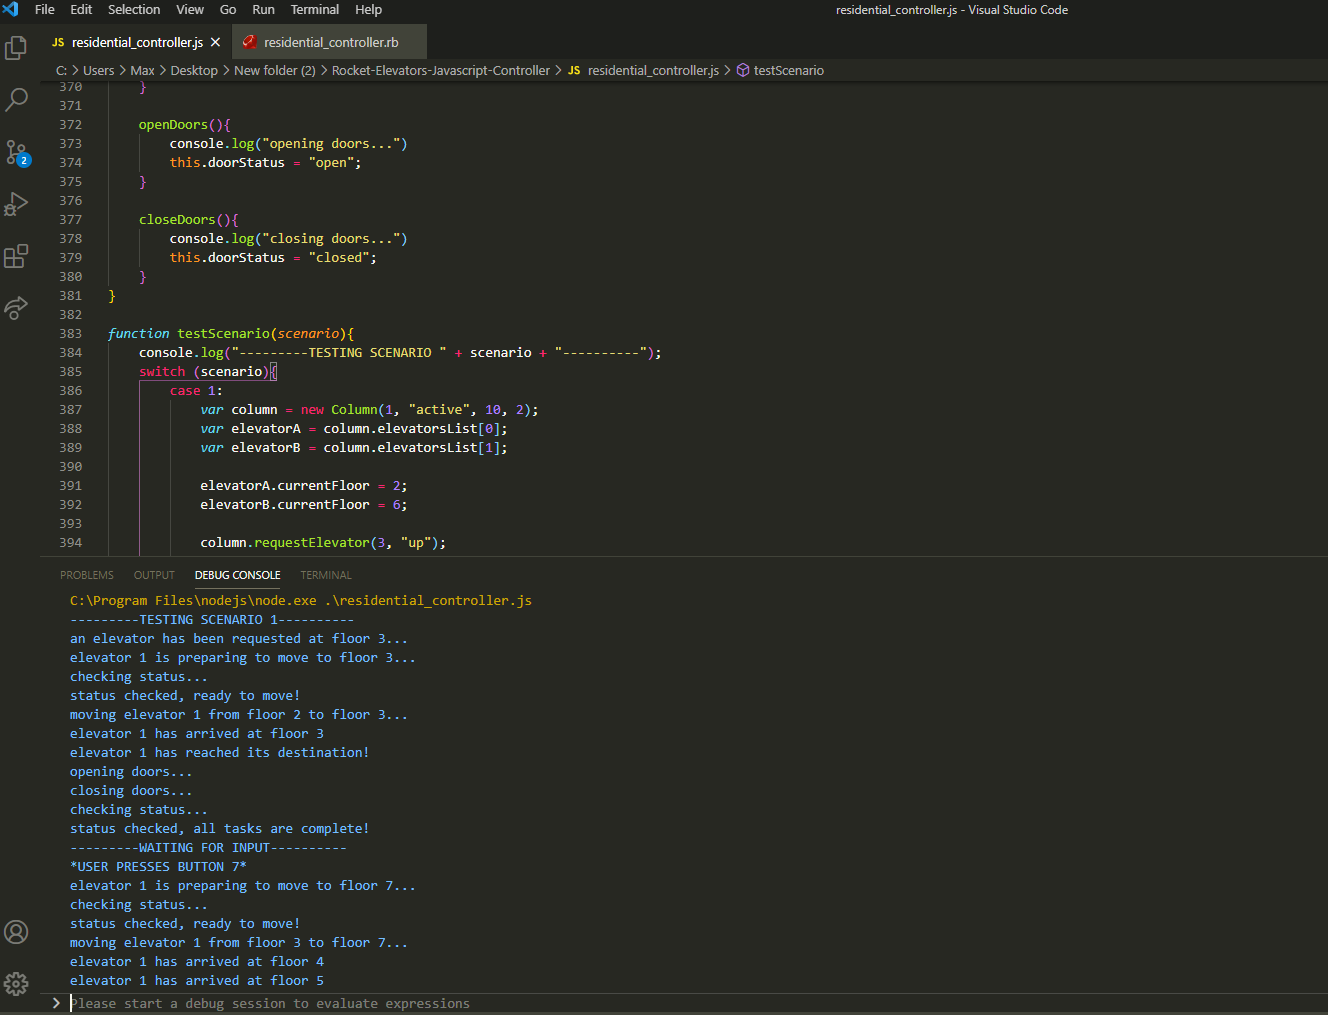 File Edit Selection View Go Run Terminal Help residential_controller.js - Visual Studio Code
JS residential_controller.js × residential_controller.rb
C: > Users > Max > Desktop > New folder (2) > Rocket-Elevators-Javascript-Controller > JS residential_controller.js > testScenario
370 }
371
372 openDoors(){
373 console.log("opening doors...")
374 this.doorStatus = "open";
375 }
376
377 closeDoors(){
378 console.log("closing doors...")
379 this.doorStatus = "closed";
380 }
381 }
382
383 function testScenario(scenario){
384 console.log("---------TESTING SCENARIO " + scenario + "----------");
385 switch (scenario){
386 case 1:
387 var column = new Column(1, "active", 10, 2);
388 var elevatorA = column.elevatorsList[0];
389 var elevatorB = column.elevatorsList[1];
390
391 elevatorA.currentFloor = 2;
392 elevatorB.currentFloor = 6;
393
394 column.requestElevator(3, "up");
2
PROBLEMS OUTPUT DEBUG CONSOLE TERMINAL
C:\Program Files\nodejs\node.exe .\residential_controller.js
---------TESTING SCENARIO 1----------
an elevator has been requested at floor 3...
elevator 1 is preparing to move to floor 3...
checking status...
status checked, ready to move!
moving elevator 1 from floor 2 to floor 3...
elevator 1 has arrived at floor 3
elevator 1 has reached its destination!
opening doors...
closing doors...
checking status...
status checked, all tasks are complete!
---------WAITING FOR INPUT----------
*USER PRESSES BUTTON 7*
elevator 1 is preparing to move to floor 7...
checking status...
status checked, ready to move!
moving elevator 1 from floor 3 to floor 7...
elevator 1 has arrived at floor 4
elevator 1 has arrived at floor 5
> Please start a debug session to evaluate expressions